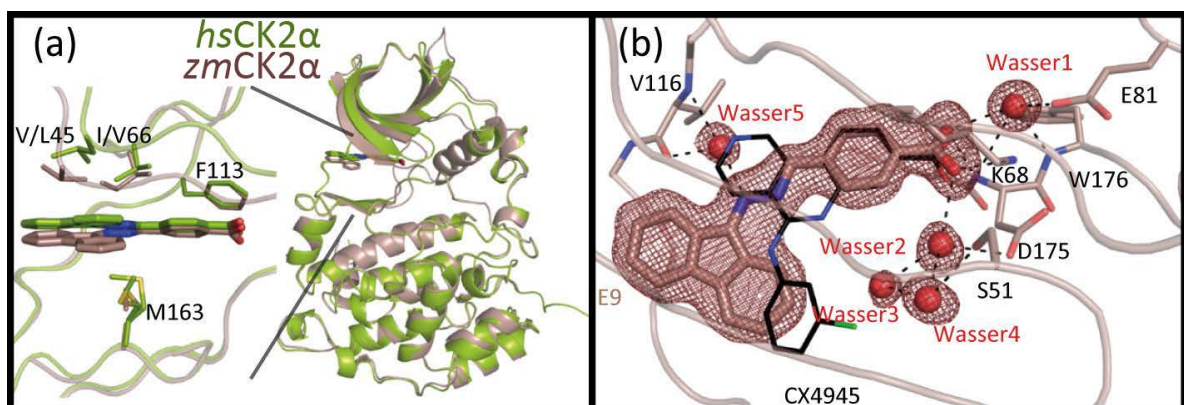 (a)
hsCK2α
zmCK2α
V/L45
I/V66
F113
M163
(b)
V116
Wasser5
Wasser1
E81
K68
W176
Wasser2
D175
S51
E9
Wasser3
Wasser4
CX4945